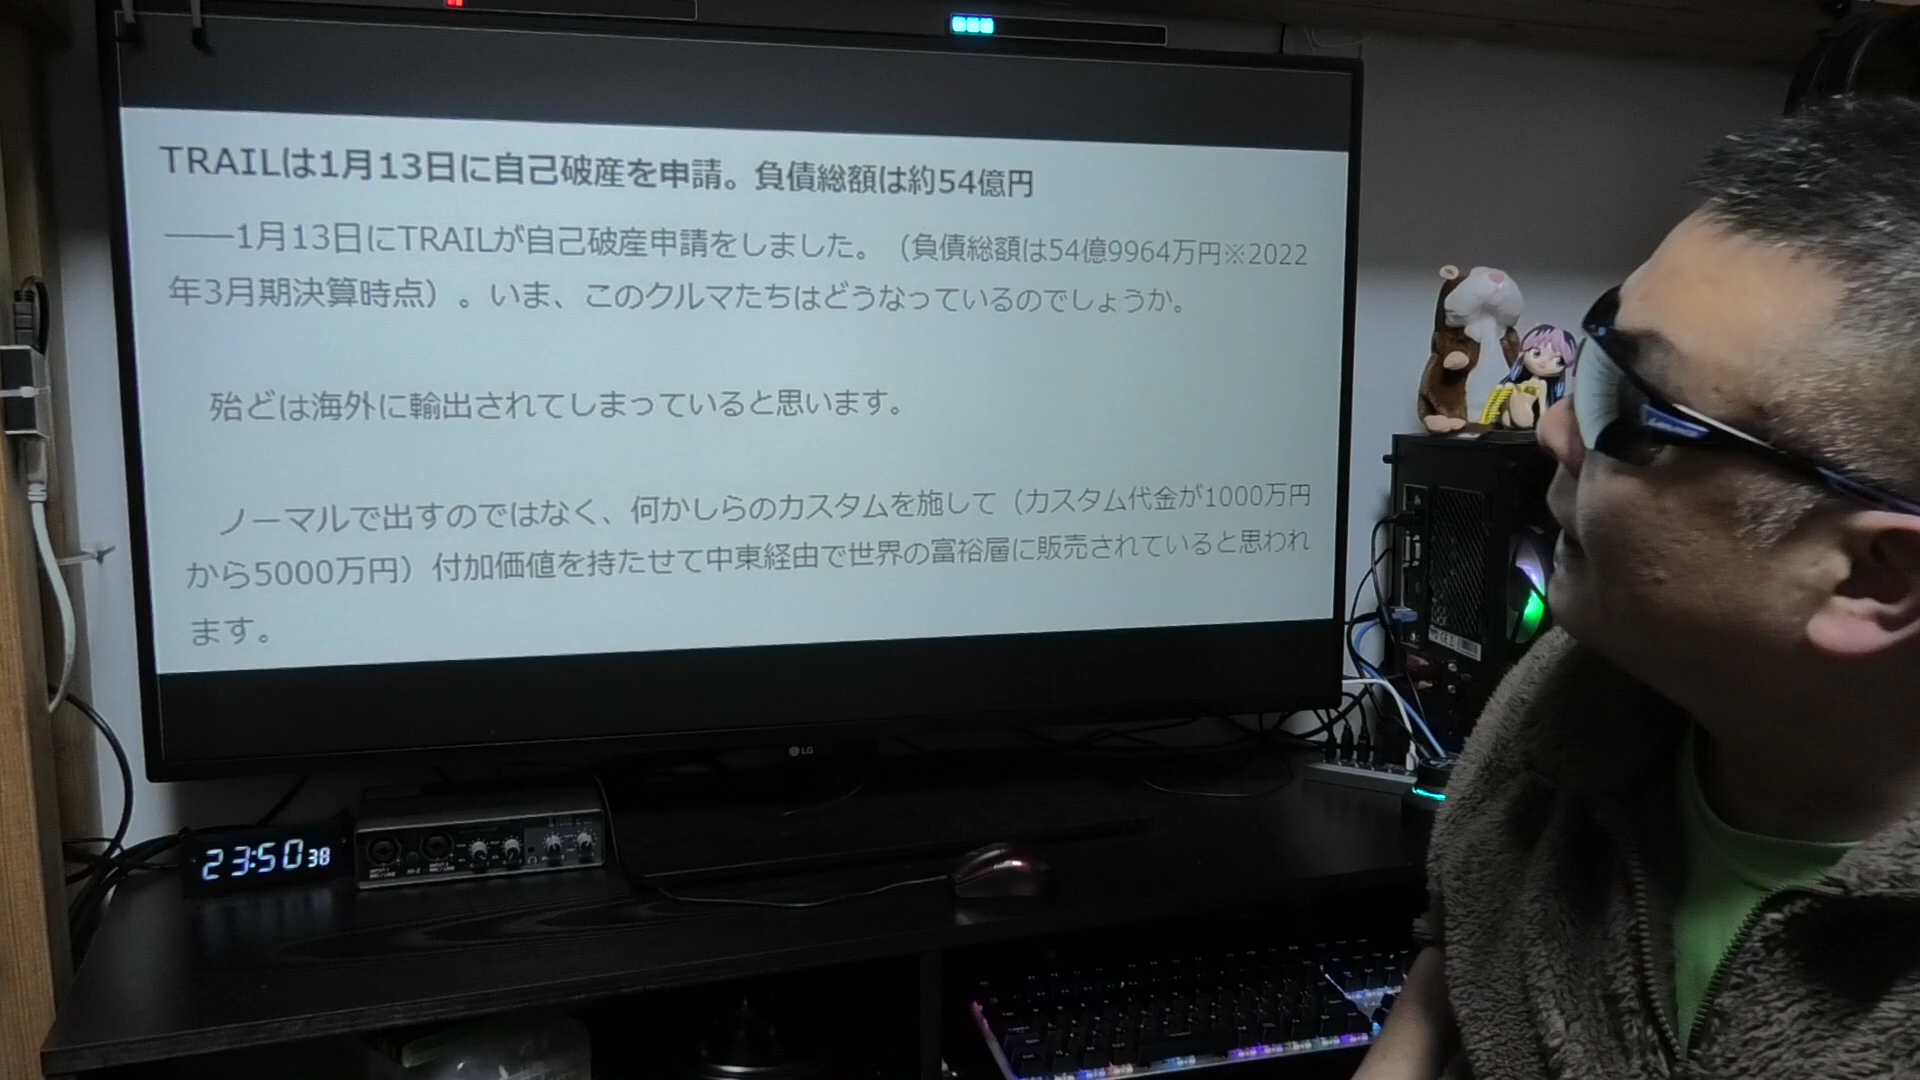 TRAILは1月13日に自己破産を申請。負債総額は約54億円
――1月13日にTRAILが自己破産申請をしました。（負債総額は54億9964万円※2022
年3月期決算時点）。いま、このクルマたちはどうなっているのでしょうか。
殆どは海外に輸出されてしまっていると思います。
ノーマルで出すのではなく、何かしらのカスタムを施して（カスタム代金が1000万円
から5000万円）付加価値を持たせて中東経由で世界の富裕層に販売されていると思われ
ます。
LG
23:50 38